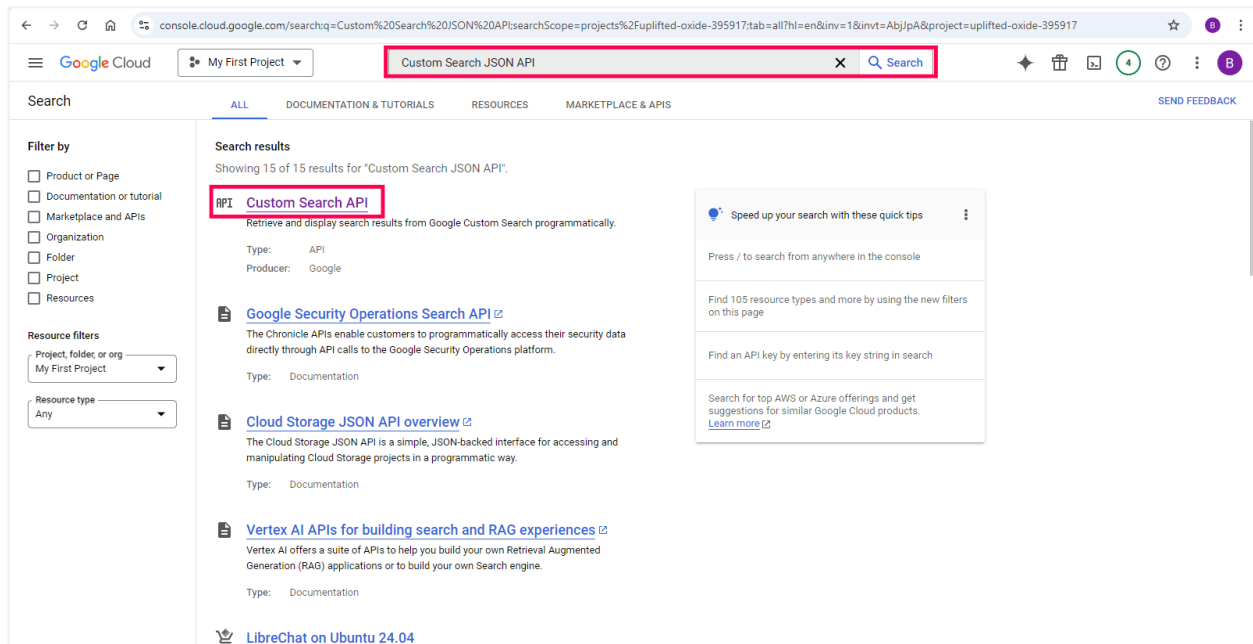 console.cloud.google.com/search;q=Custom%20Search%20JSON%20API;searchScope=projects%2Fuplifted-oxide-395917;tab=all?hl=en&inv=1&invt=AbjJpA&project=uplifted-oxide-395917
B
Google Cloud
My First Project
Custom Search JSON API
Search
4
B
Search
ALL
DOCUMENTATION & TUTORIALS
RESOURCES
MARKETPLACE & APIS
SEND FEEDBACK
Filter by
Product or Page
Documentation or tutorial
Marketplace and APIs
Organization
Folder
Project
Resources
Resource filters
Project, folder, or org
My First Project
Resource type
Any
Search results
Showing 15 of 15 results for "Custom Search JSON API".
API Custom Search API
Retrieve and display search results from Google Custom Search programmatically.
Type: API
Producer: Google
Google Security Operations Search API
The Chronicle APIs enable customers to programmatically access their security data
directly through API calls to the Google Security Operations platform.
Type: Documentation
Cloud Storage JSON API overview
The Cloud Storage JSON API is a simple, JSON-backed interface for accessing and
manipulating Cloud Storage projects in a programmatic way.
Type: Documentation
Vertex AI APIs for building search and RAG experiences
Vertex AI offers a suite of APIs to help you build your own Retrieval Augmented
Generation (RAG) applications or to build your own Search engine.
Type: Documentation
LibreChat on Ubuntu 24.04
Speed up your search with these quick tips
Press / to search from anywhere in the console
Find 105 resource types and more by using the new filters
on this page
Find an API key by entering its key string in search
Search for top AWS or Azure offerings and get
suggestions for similar Google Cloud products.
Learn more